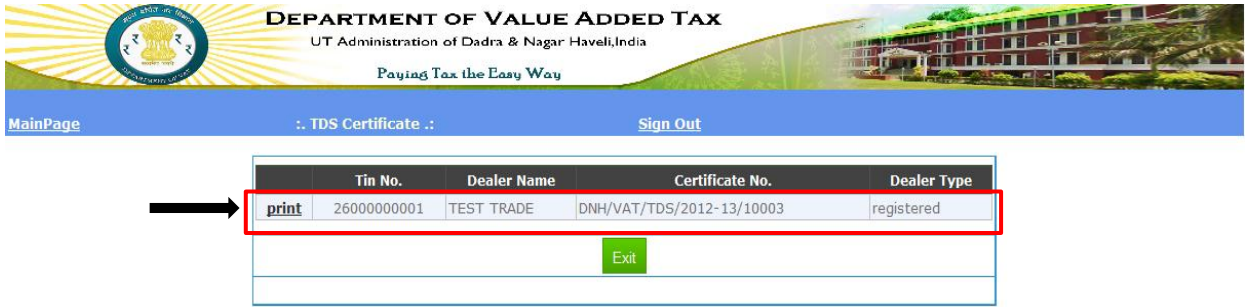 DEPARTMENT OF VALUE ADDED TAX
UT Administration of Dadra & Nagar Haveli,India
Paying Tax the Easy Way
MainPage :. TDS Certificate .: Sign Out
Tin No. Dealer Name Certificate No. Dealer Type
print 26000000001 TEST TRADE DNH/VAT/TDS/2012-13/10003 registered
Exit